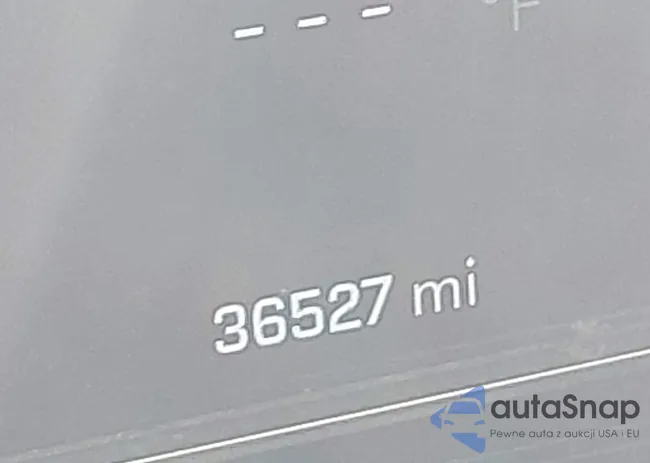 --- °F
36527 mi
autaSnap
Pewne auta z aukcji USA i EU